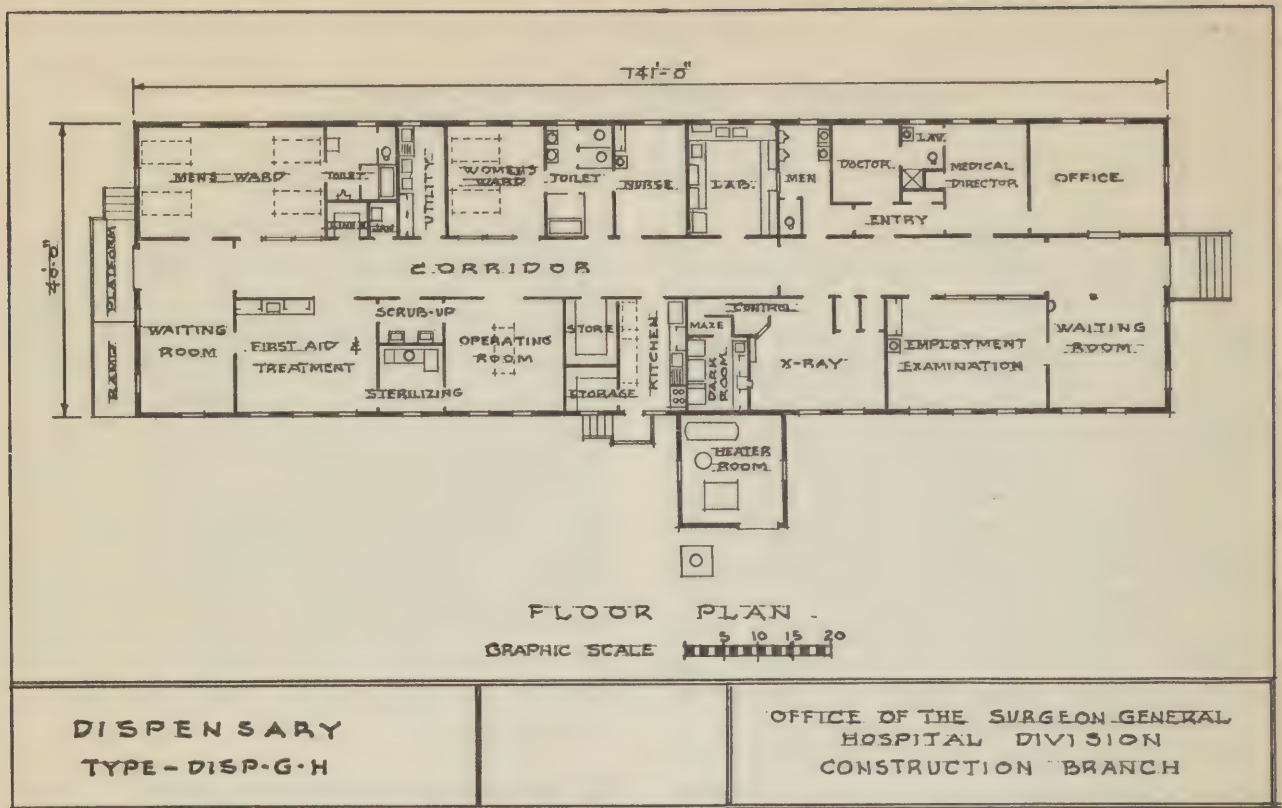 141'-0"
40'-0"
MEN'S WARD
TOILET
LINEN
JAN.
UTILITY
WOMEN'S
WARD
TOILET
NURSE
LAB.
MEN
DOCTOR
LAV.
MEDICAL
DIRECTOR
OFFICE
ENTRY
PLATFORM
RAMP
CORRIDOR
WAITING
ROOM
FIRST AID &
TREATMENT
SCRUB-UP
STERILIZING
OPERATING
ROOM
STORE
STORAGE
KITCHEN
MAZE
DARK
ROOM
CONTROL
X-RAY
EMPLOYMENT
EXAMINATION
WAITING
ROOM
HEATER
ROOM
FLOOR PLAN
GRAPHIC SCALE 5 10 15 20
DISPENSARY
TYPE-DISP-G-H
OFFICE OF THE SURGEON GENERAL
HOSPITAL DIVISION
CONSTRUCTION BRANCH